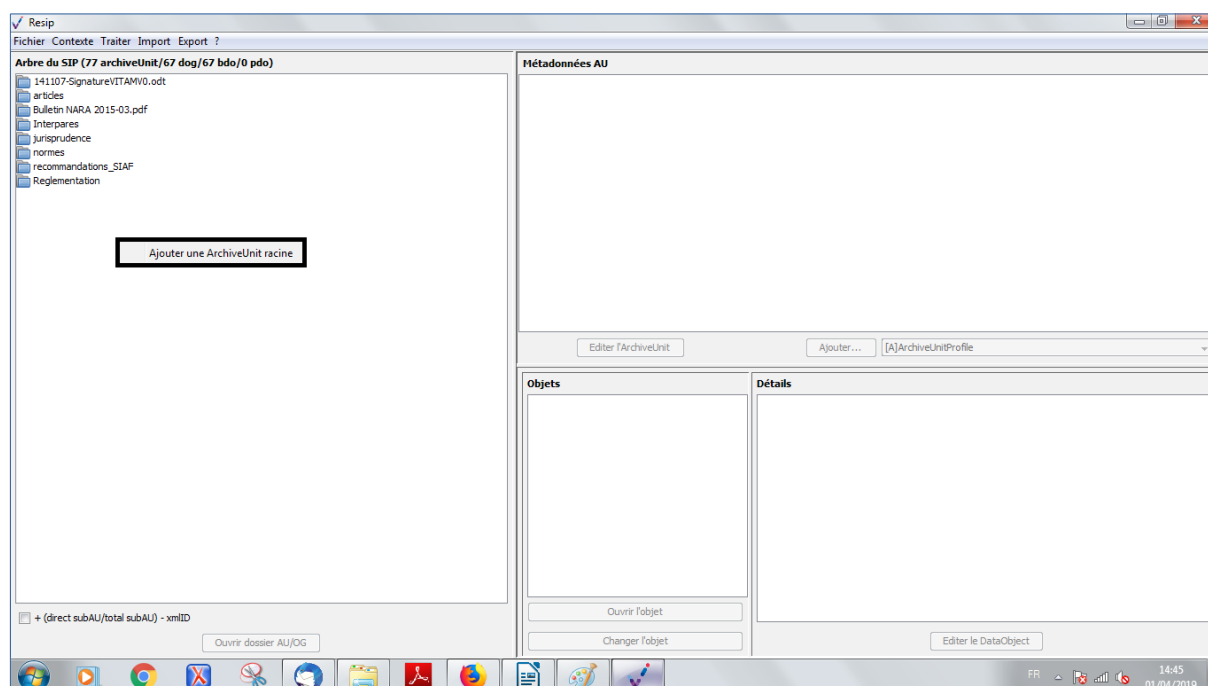 Resip
Fichier Contexte Traiter Import Export ?
Arbre du SIP (77 archiveUnit/67 dog/67 bdo/0 pdo)
141107-SignatureVITAMV0.odt
articles
Bulletin NARA 2015-03.pdf
Interpares
jurisprudence
normes
recommandations_SIAF
Reglementation
Ajouter une ArchiveUnit racine
+ (direct subAU/total subAU) - xmlID
Ouvrir dossier AU/OG
Métadonnées AU
Editer l'ArchiveUnit
Ajouter...
[A]ArchiveUnitProfile
Objets
Ouvrir l'objet
Changer l'objet
Détails
Editer le DataObject
FR
14:45
01/04/2019